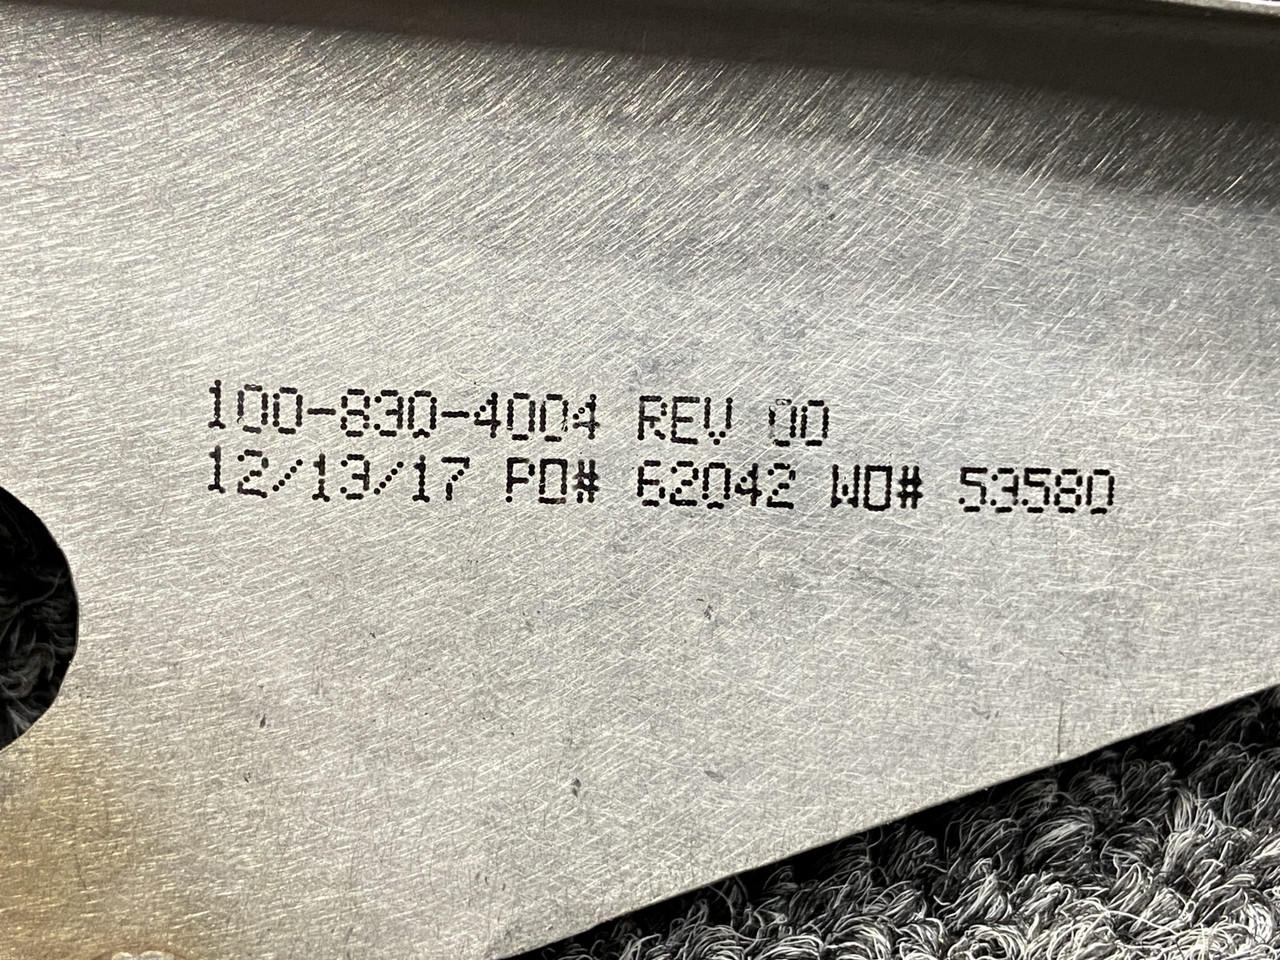 100-830-4004 REV 00
12/13/17 PO# 62042 WO# 53580